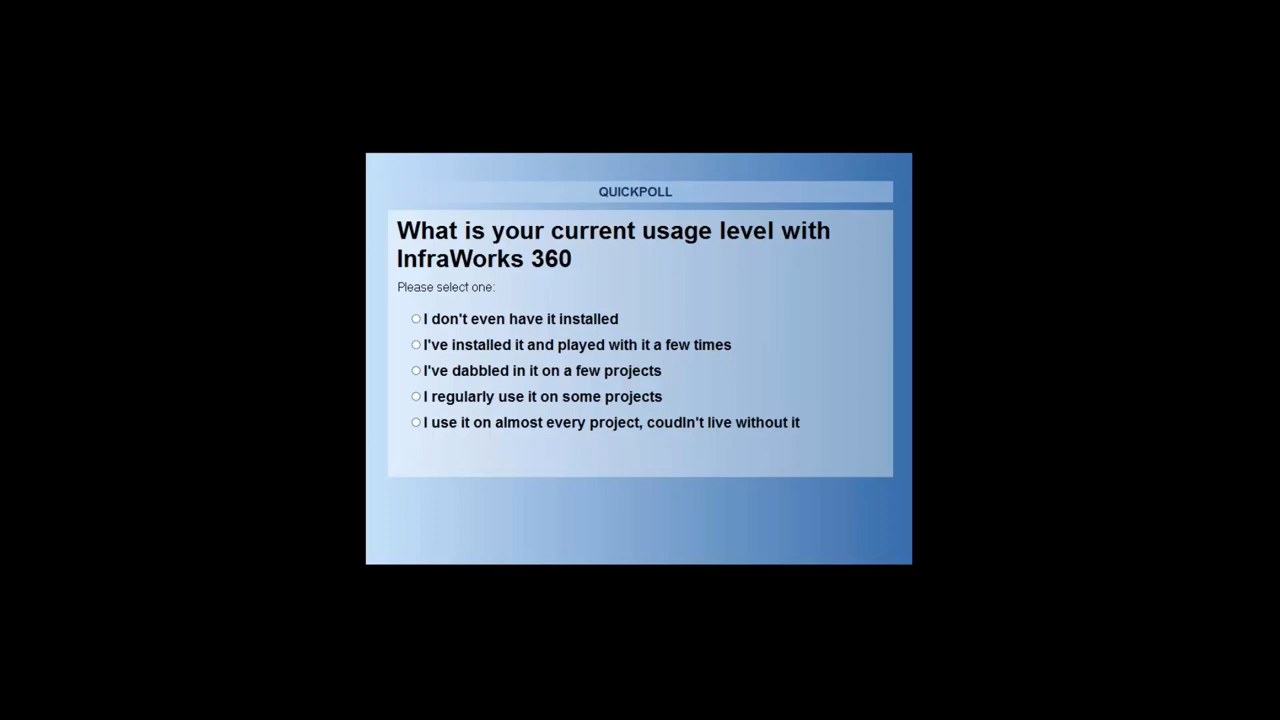 QUICKPOLL
What is your current usage level with
InfraWorks 360
Please select one:
I don't even have it installed
I've installed it and played with it a few times
I've dabbled in it on a few projects
I regularly use it on some projects
I use it on almost every project, coudln't live without it